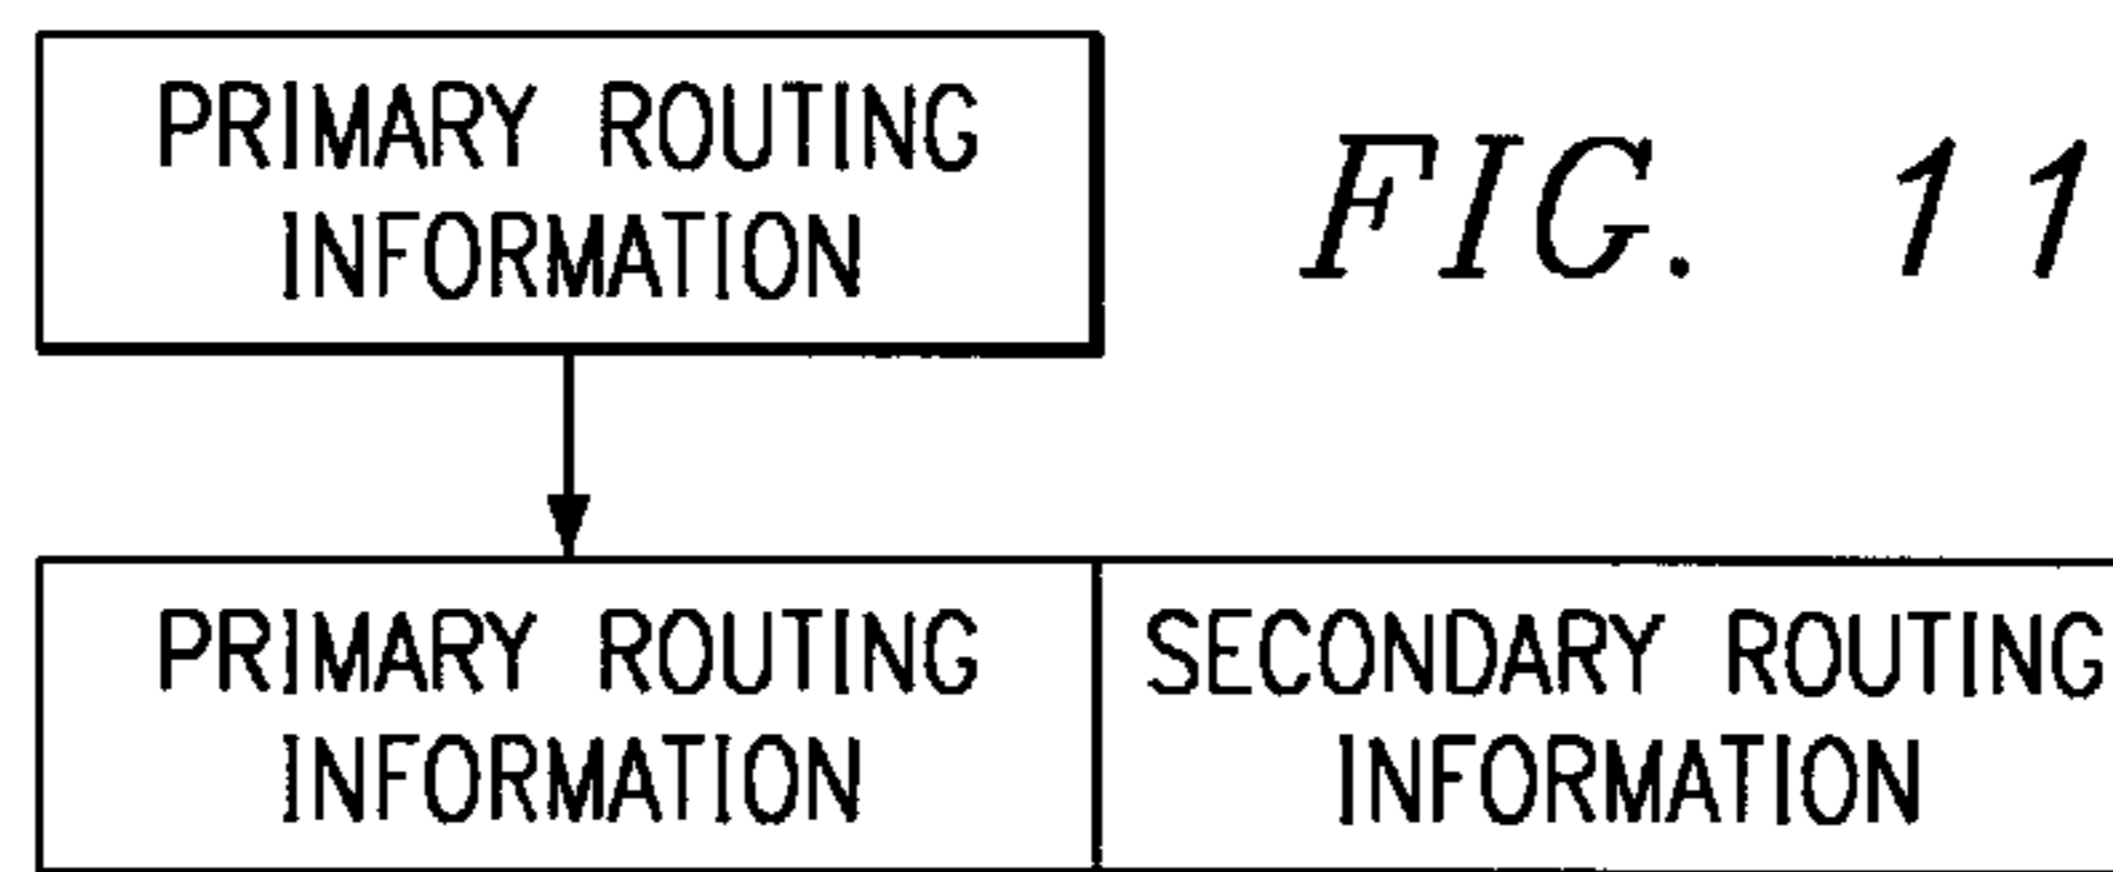 PRIMARY ROUTING
INFORMATION
FIG. 11
PRIMARY ROUTING
INFORMATION
SECONDARY ROUTING
INFORMATION